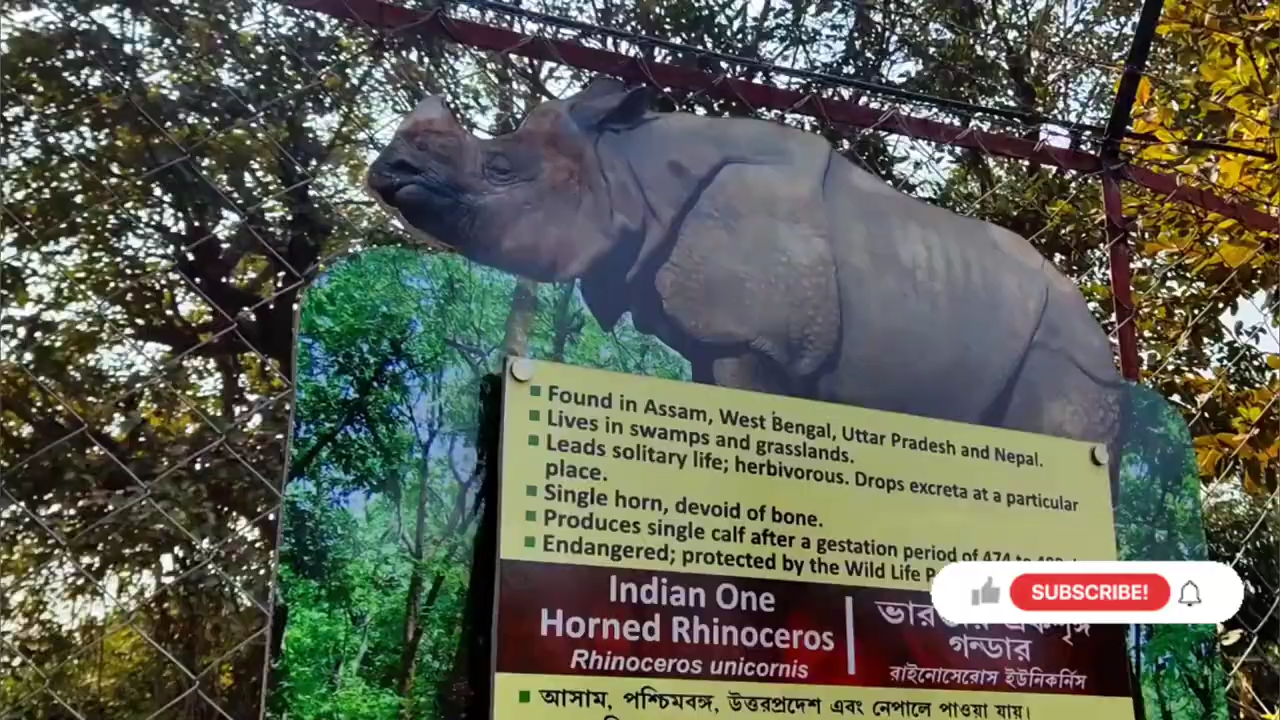 Found in Assam, West Bengal, Uttar Pradesh and Nepal.
Lives in swamps and grasslands.
Leads solitary life; herbivorous. Drops excreta at a particular
place.
Single horn, devoid of bone.
Produces single calf after a gestation period of 474 to
Endangered; protected by the Wild Life
Indian One
Horned Rhinoceros
Rhinoceros unicornis
গন্ডার
রাইনোসেরোস ইউনিকর্নিস
SUBSCRIBE!
আসাম, পশ্চিমবঙ্গ, উত্তরপ্রদেশ এবং নেপালে পাওয়া যায়।